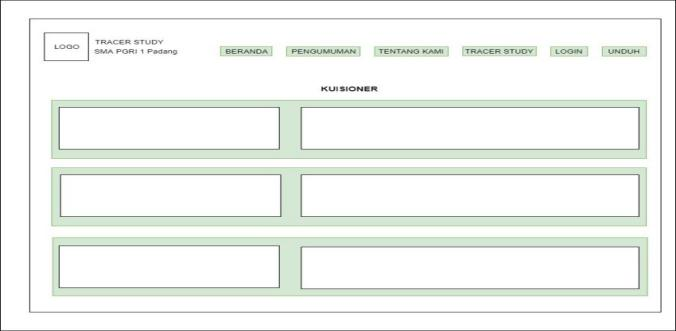 LOGO
TRACER STUDY
SMA PGRI 1 Padang
BERANDA PENGUMUMAN TENTANG KAMI TRACER STUDY LOGIN UNDUH
KUISIONER